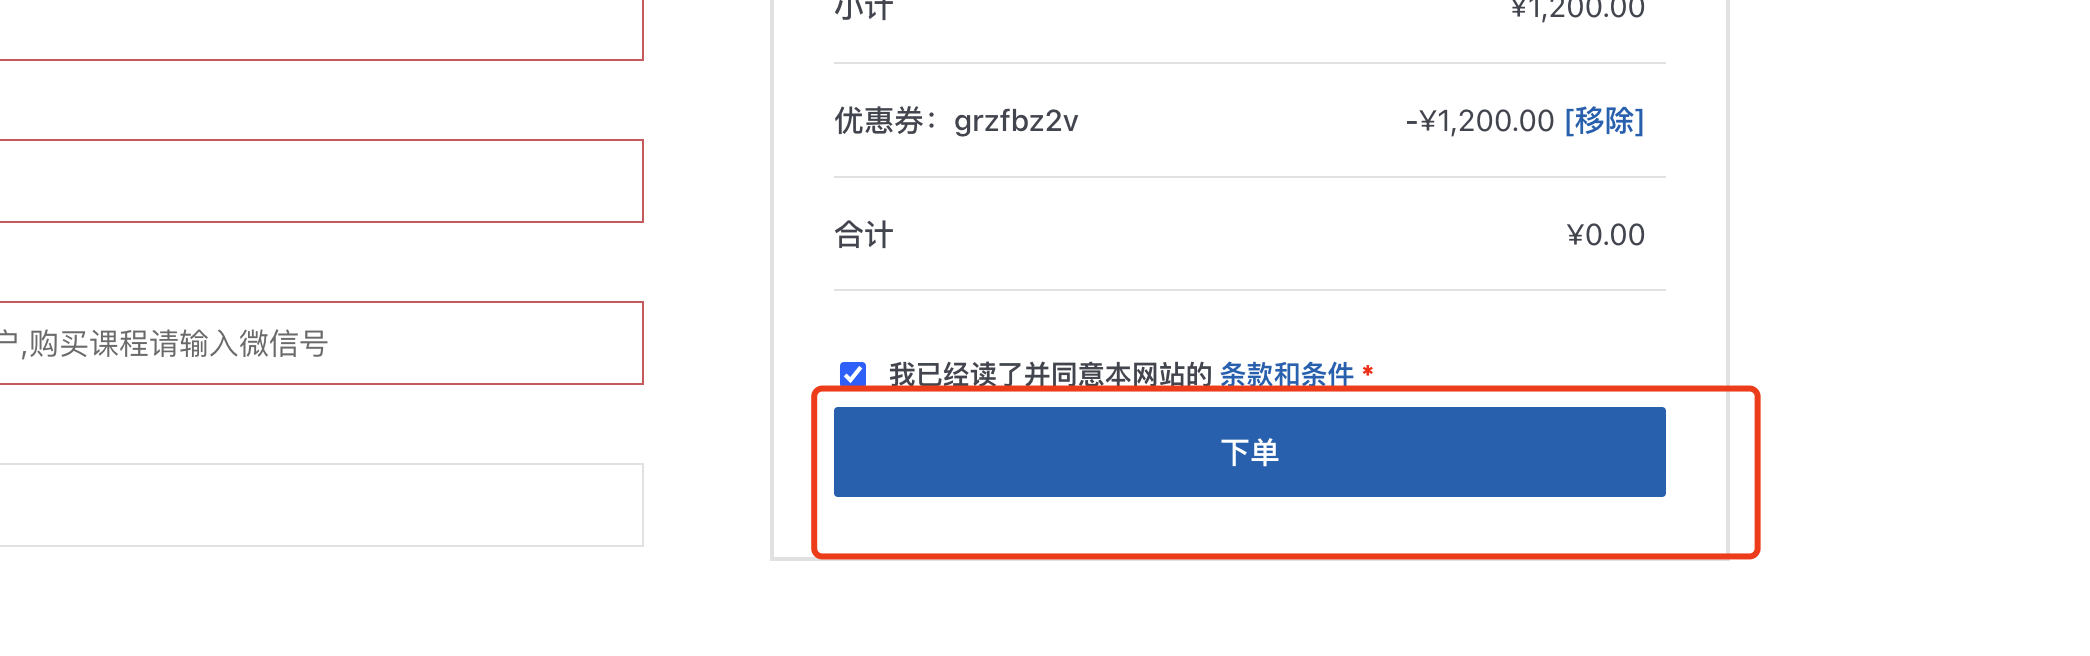 小计 ¥1,200.00
优惠券：grzfbz2v -¥1,200.00 [移除]
合计 ¥0.00
户,购买课程请输入微信号
我已经读了并同意本网站的 条款和条件 *
下单